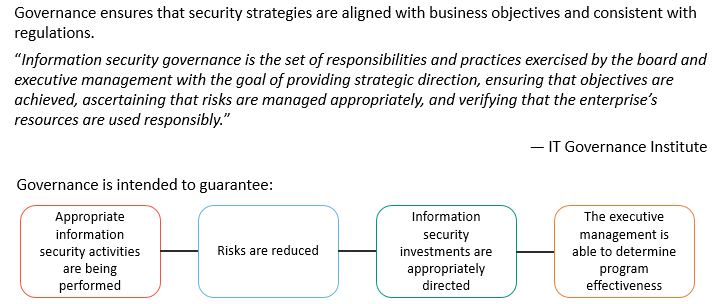 Governance ensures that security strategies are aligned with business objectives and consistent with
regulations.
“Information security governance is the set of responsibilities and practices exercised by the board and
executive management with the goal of providing strategic direction, ensuring that objectives are
achieved, ascertaining that risks are managed appropriately, and verifying that the enterprise’s
resources are used responsibly.”
— IT Governance Institute
Governance is intended to guarantee:
Appropriate
information
security activities
are being
performed
Risks are reduced
Information
security
investments are
appropriately
directed
The executive
management is
able to determine
program
effectiveness